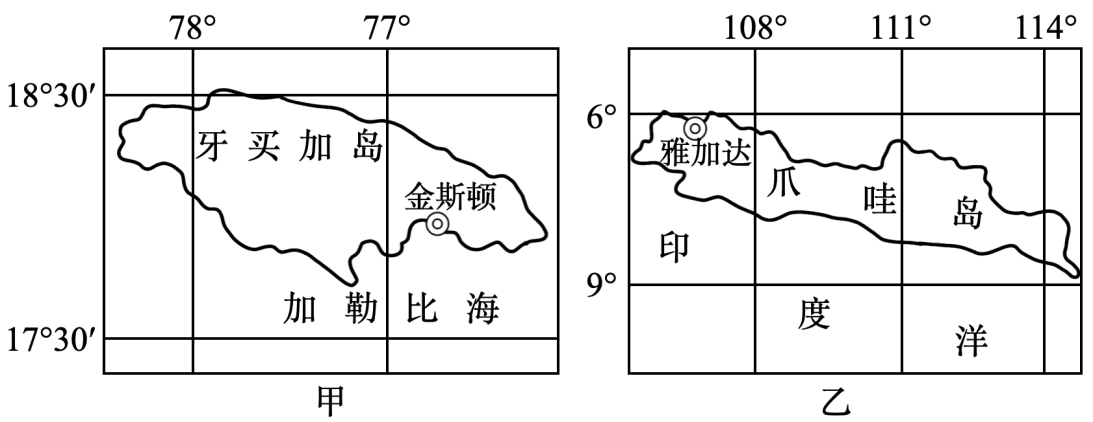 78° 77°
18°30′
牙买加岛
金斯顿
加勒比海
17°30′
甲
108° 111° 114°
6°
雅加达
爪哇岛
印度洋
9°
乙